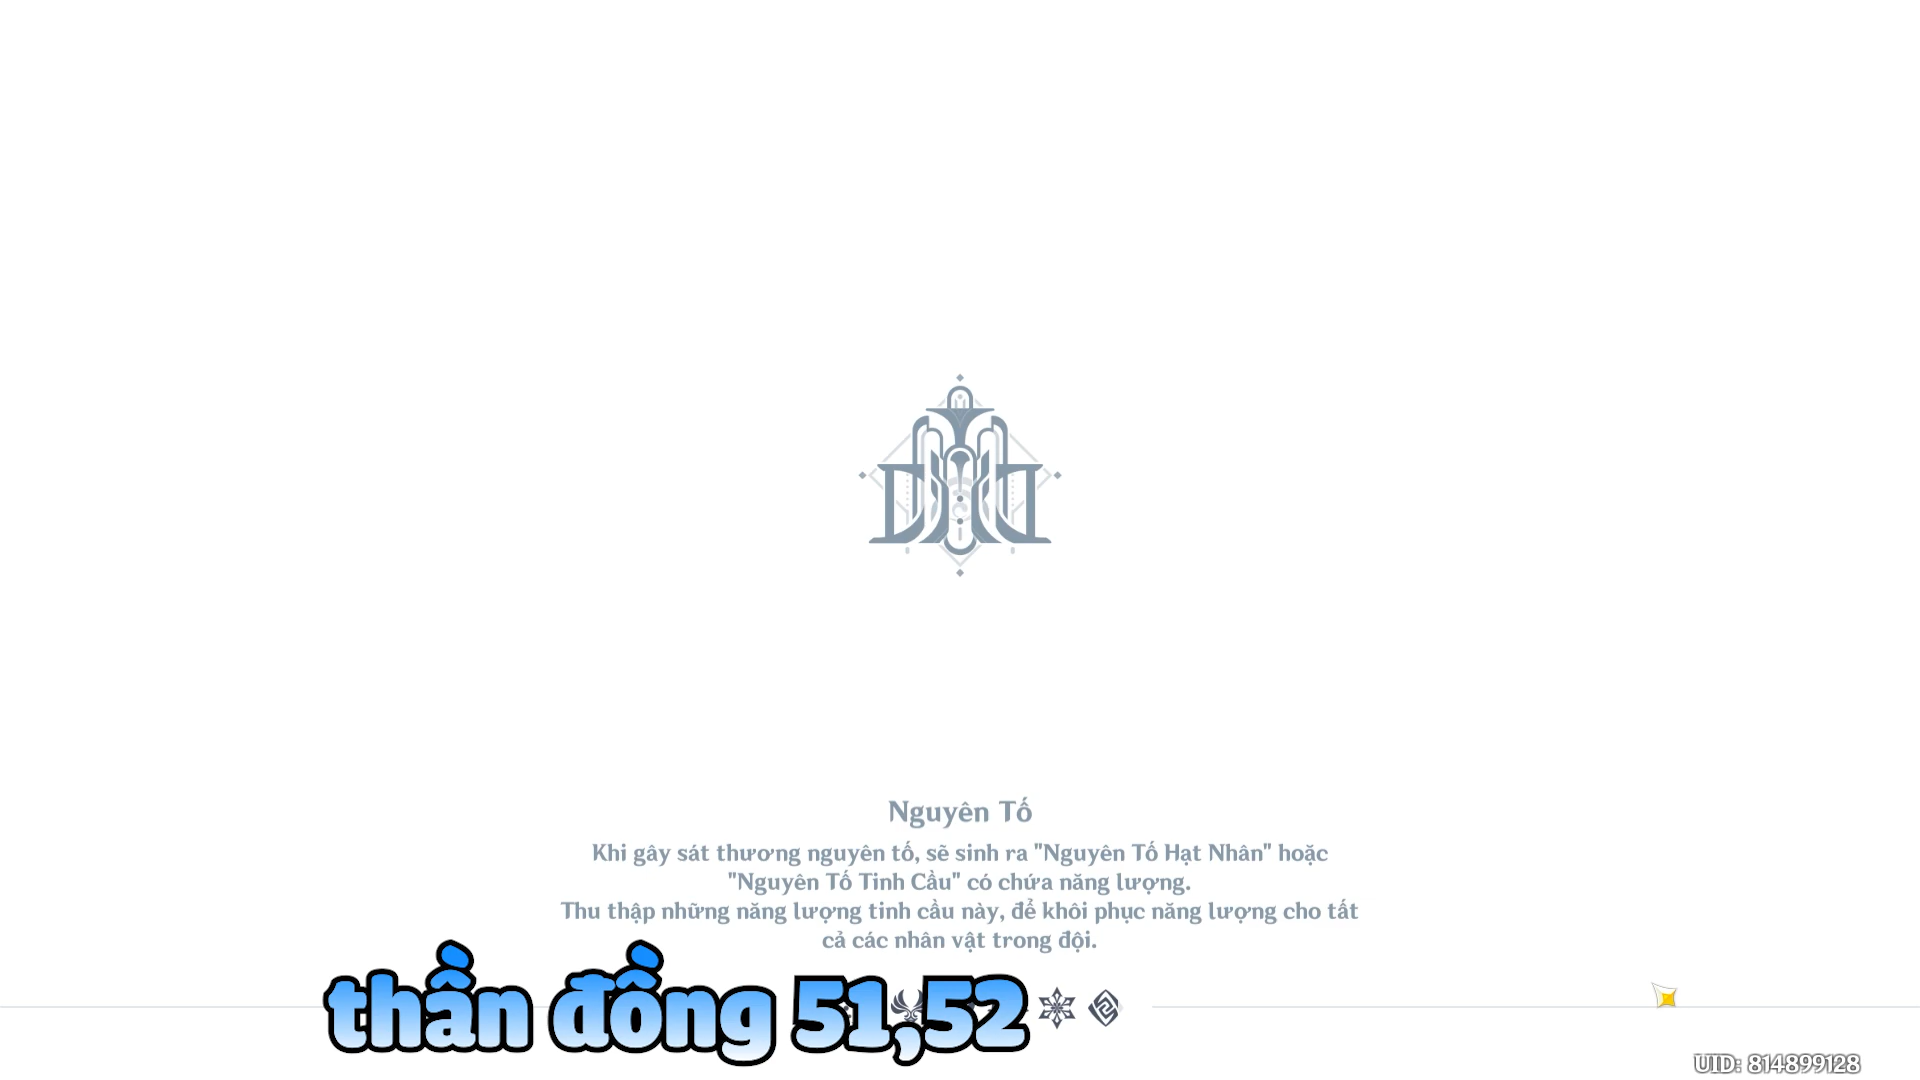 Nguyên Tố
Khi gây sát thương nguyên tố, sẽ sinh ra "Nguyên Tố Hạt Nhân" hoặc
"Nguyên Tố Tinh Cầu" có chứa năng lượng.
Thu thập những năng lượng tinh cầu này, để khôi phục năng lượng cho tất
cả các nhân vật trong đội.
thần đồng 51,52
UID: 814899128